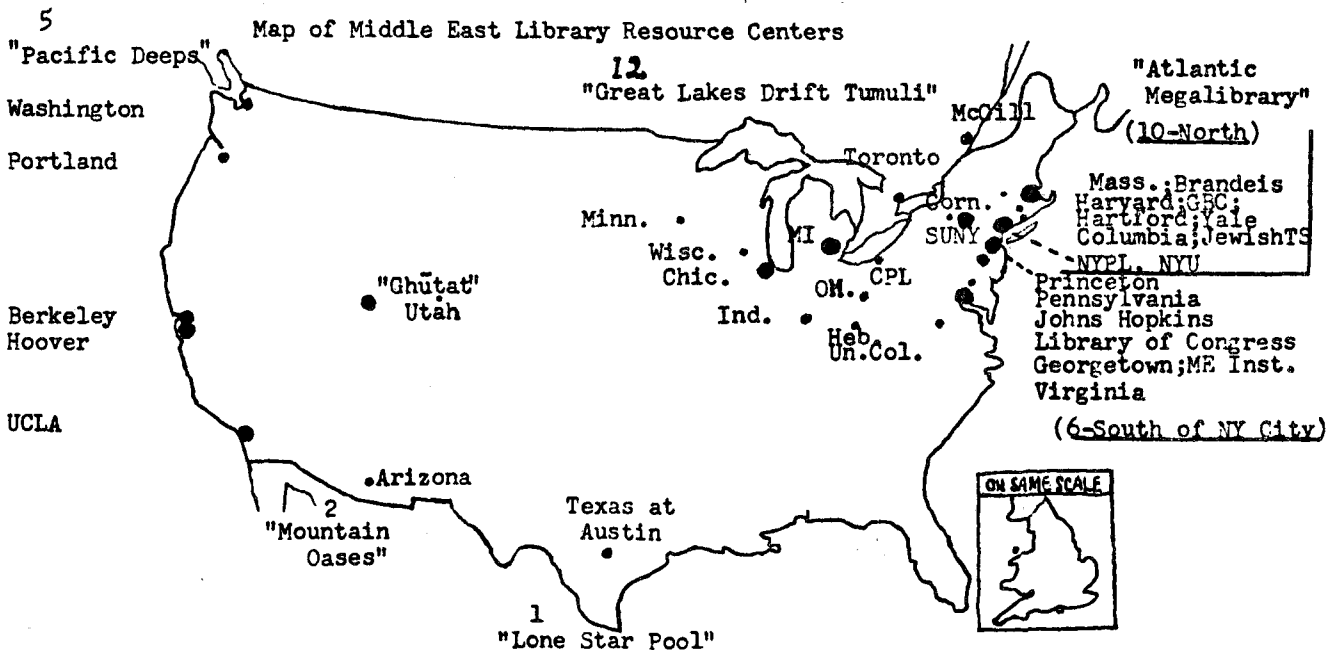 Map of Middle East Library Resource Centers
5
"Pacific Deeps"
Washington
Portland
Berkeley
Hoover
UCLA
12
"Great Lakes Drift Tumuli"
McGill
Toronto
Corn.
SUNY
Minn.
Wisc.
Chic.
MI
CPL
Ind.
Heb.
Un.Col.
"Ghūtat"
Utah
Arizona
2
"Mountain
Oases"
Texas at
Austin
1
"Lone Star Pool"
"Atlantic
Megalibrary"
(10-North)
Mass.;Brandeis
Harvard;GBC;
Hartford;Yale
Columbia;JewishTS
NYPL, NYU
Princeton
Pennsylvania
Johns Hopkins
Library of Congress
Georgetown;ME Inst.
Virginia
(6-South of NY City)
ON SAME SCALE